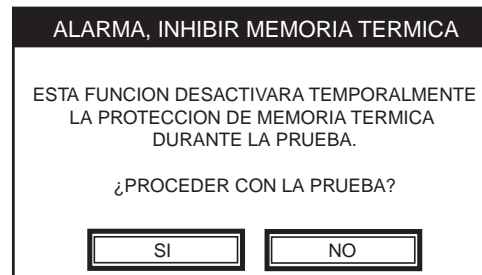 ALARMA, INHIBIR MEMORIA TERMICA
ESTA FUNCION DESACTIVARA TEMPORALMENTE
LA PROTECCION DE MEMORIA TERMICA
DURANTE LA PRUEBA.
¿PROCEDER CON LA PRUEBA?
SI
NO